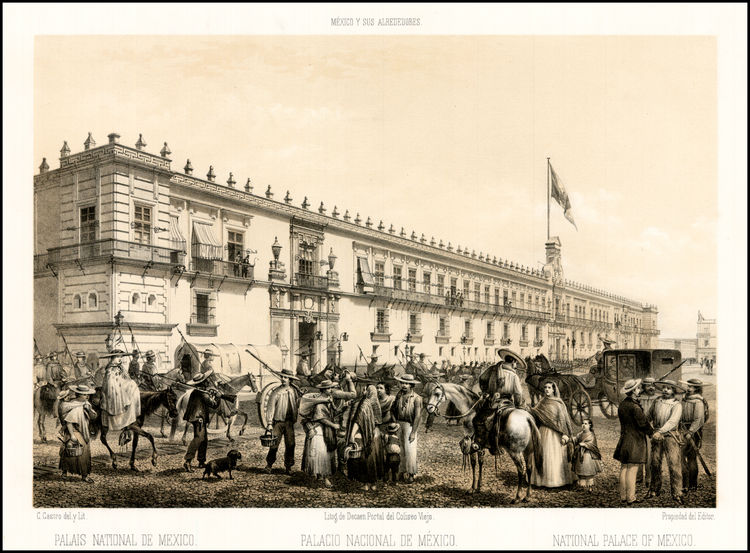 MÉXICO Y SUS ALREDEDORES.
C. Castro del. y Lit.
Litog. de Decaen Portal del Coliseo Viejo.
Propiedad del Editor.
PALAIS NATIONAL DE MEXICO.
PALACIO NACIONAL DE MÉXICO.
NATIONAL PALACE OF MEXICO.